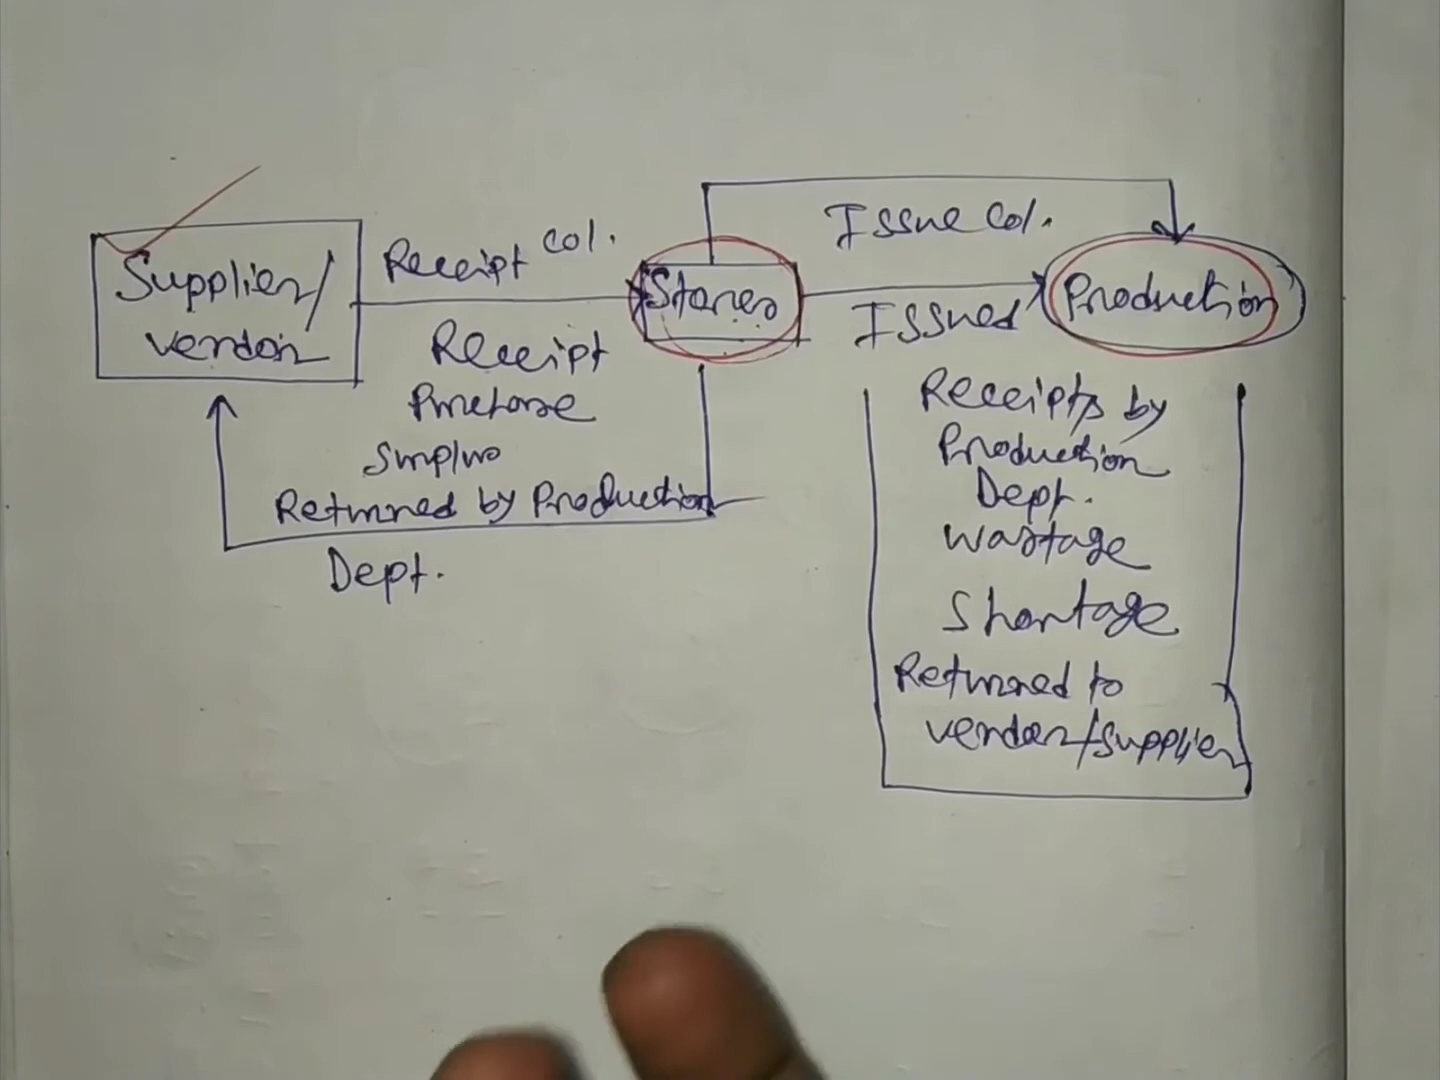 Supplier/
vendor
Receipt Col.
Receipt
Purchase
Surplus
Returned by Production
Dept.
Stores
Issue Col.
Issued
Production
Receipts by
Production
Dept.
Wastage
Shortage
Returned to
vendor/supplier